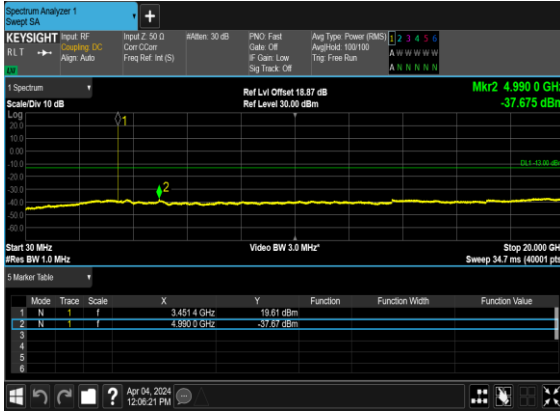 Spectrum Analyzer 1
Swept SA
+
KEYSIGHT Input: RF Input Z: 50 Ω #Atten: 30 dB PNO: Fast Avg Type: Power (RMS) 1 2 3 4 5 6
RLT Coupling: DC Corr CCorr Gate: Off Avg|Hold: 100/100 A W W W W W
Align: Auto Freq Ref: Int (S) IF Gain: Low Trig: Free Run
Sig Track: Off A N N N N N
1 Spectrum
Ref Lvl Offset 18.87 dB Mkr2 4.990 0 GHz
Scale/Div 10 dB Ref Level 30.00 dBm -37.675 dBm
Log
20.0
10.0
0.00
-10.0
-20.0
-30.0
-40.0
-50.0
-60.0
1
2
DL1 -13.00 dBm
Start 30 MHz Video BW 3.0 MHz* Stop 20.000 GH
#Res BW 1.0 MHz Sweep 34.7 ms (40001 pts
5 Marker Table
Mode Trace Scale X Y Function Function Width Function Value
1 N 1 f 3.451 4 GHz 19.61 dBm
2 N 1 f 4.990 0 GHz -37.67 dBm
3
4
5
6
? Apr 04, 2024
12:06:21 PM